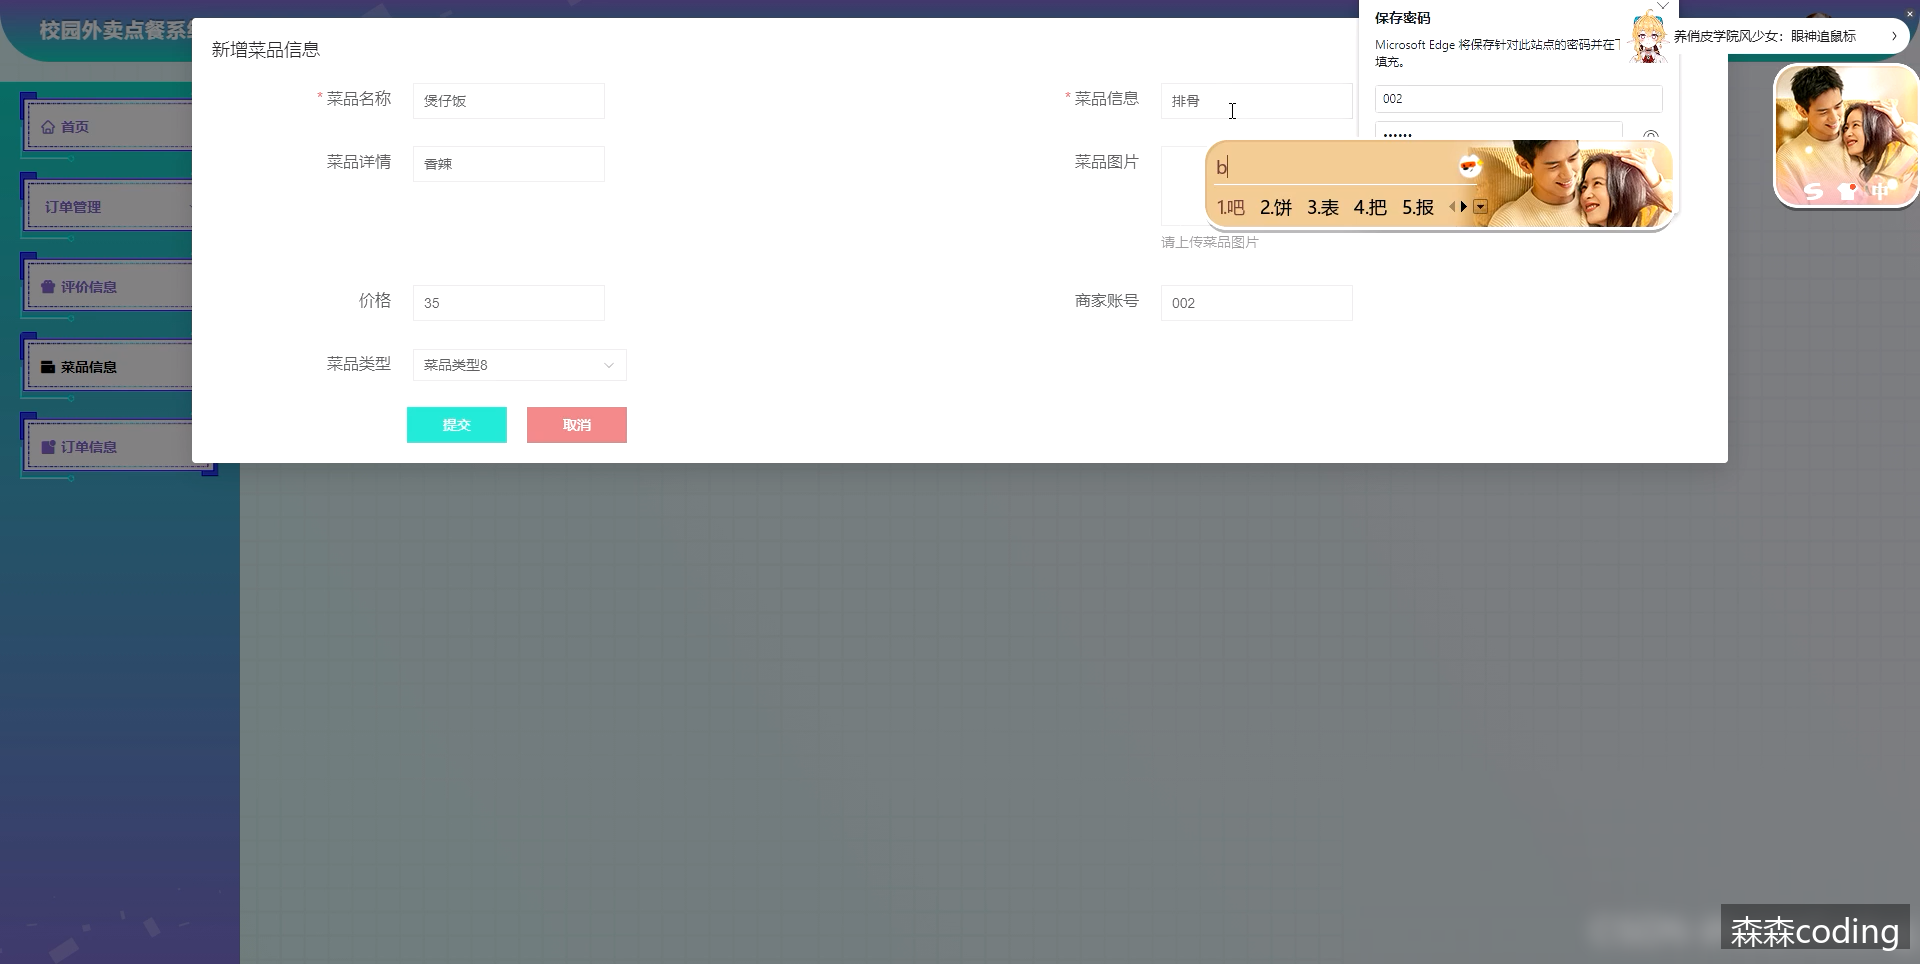 校园外卖点餐系统
新增菜品信息
保存密码
Microsoft Edge 将保存针对此站点的密码并在下
填充。
养俏皮学院风少女：眼神追鼠标
002
••••••
* 菜品名称
煲仔饭
* 菜品信息
排骨
菜品详情
香辣
菜品图片
b
1.吧 2.饼 3.表 4.把 5.报
请上传菜品图片
中
价格
35
商家账号
002
菜品类型
菜品类型8
提交
取消
首页
订单管理
评价信息
菜品信息
订单信息
森森coding